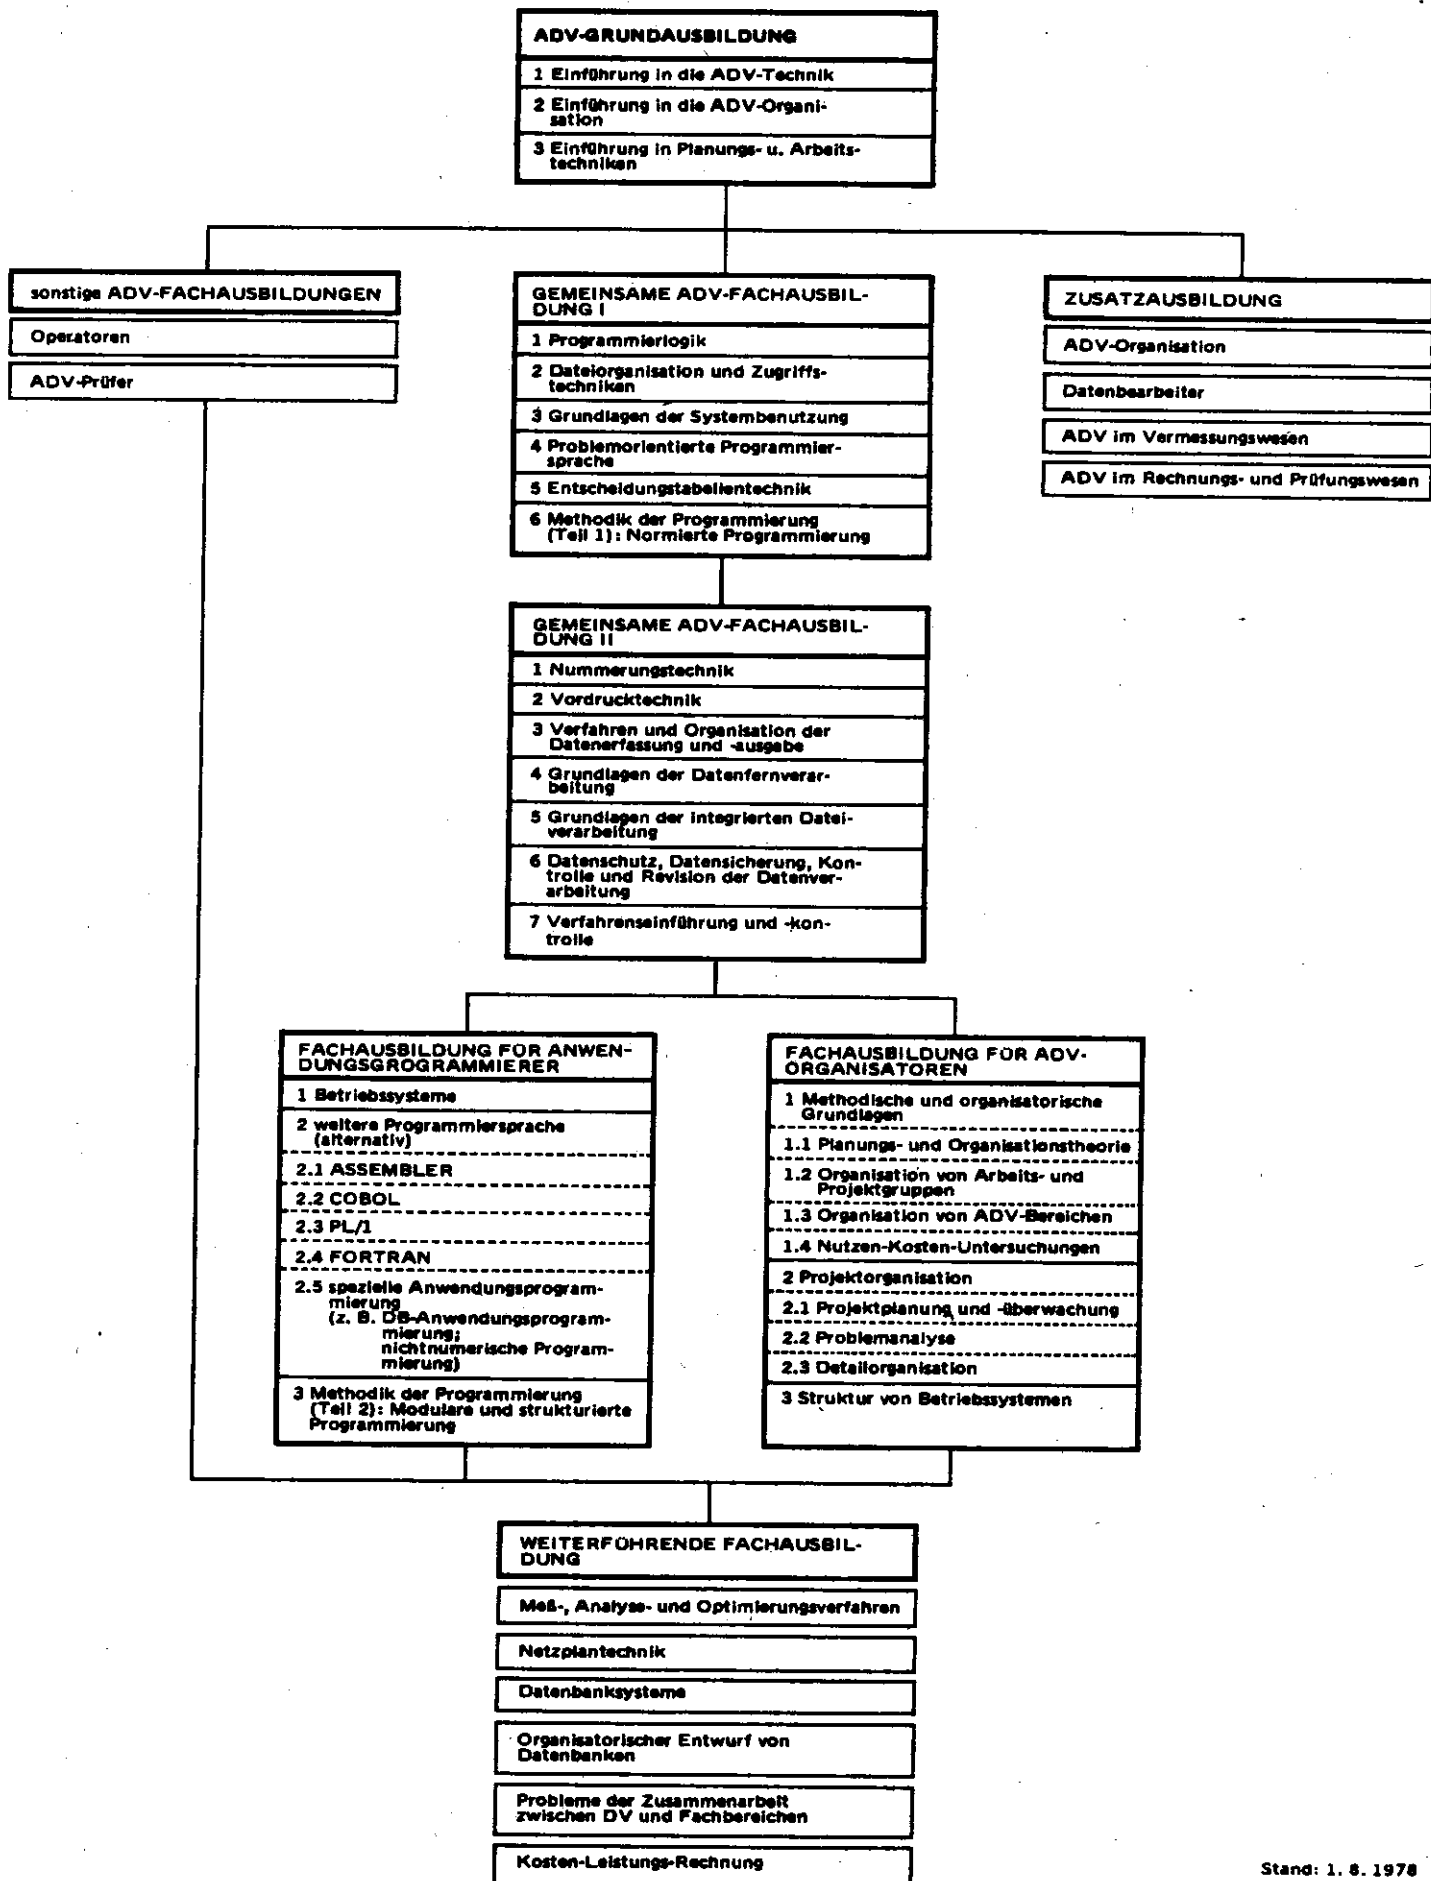 ADV-GRUNDAUSBILDUNG
1 Einführung in die ADV-Technik
2 Einführung in die ADV-Organi-
sation
3 Einführung in Planungs- u. Arbeits-
techniken
sonstige ADV-FACHAUSBILDUNGEN
Operatoren
ADV-Prüfer
GEMEINSAME ADV-FACHAUSBIL-
DUNG I
1 Programmierlogik
2 Dateiorganisation und Zugriffs-
techniken
3 Grundlagen der Systembenutzung
4 Problemorientierte Programmier-
sprache
5 Entscheidungstabellentechnik
6 Methodik der Programmierung
(Teil 1): Normierte Programmierung
ZUSATZAUSBILDUNG
ADV-Organisation
Datenbearbeiter
ADV im Vermessungswesen
ADV im Rechnungs- und Prüfungswesen
GEMEINSAME ADV-FACHAUSBIL-
DUNG II
1 Nummerungstechnik
2 Vordrucktechnik
3 Verfahren und Organisation der
Datenerfassung und -ausgabe
4 Grundlagen der Datenfernverar-
beitung
5 Grundlagen der integrierten Datei-
verarbeitung
6 Datenschutz, Datensicherung, Kon-
trolle und Revision der Datenver-
arbeitung
7 Verfahrenseinführung und -kon-
trolle
FACHAUSBILDUNG FÜR ANWEN-
DUNGSGROGRAMMIERER
1 Betriebssysteme
2 weitere Programmiersprache
(alternativ)
2.1 ASSEMBLER
2.2 COBOL
2.3 PL/1
2.4 FORTRAN
2.5 spezielle Anwendungsprogram-
mierung
(z. B. DB-Anwendungsprogram-
mierung;
nichtnumerische Program-
mierung)
3 Methodik der Programmierung
(Teil 2): Modulare und strukturierte
Programmierung
FACHAUSBILDUNG FÜR ADV-
ORGANISATOREN
1 Methodische und organisatorische
Grundlagen
1.1 Planungs- und Organisationstheorie
1.2 Organisation von Arbeits- und
Projektgruppen
1.3 Organisation von ADV-Bereichen
1.4 Nutzen-Kosten-Untersuchungen
2 Projektorganisation
2.1 Projektplanung und -überwachung
2.2 Problemanalyse
2.3 Detailorganisation
3 Struktur von Betriebssystemen
WEITERFÜHRENDE FACHAUSBIL-
DUNG
Meß-, Analyse- und Optimierungsverfahren
Netzplantechnik
Datenbanksysteme
Organisatorischer Entwurf von
Datenbanken
Probleme der Zusammenarbeit
zwischen DV und Fachbereichen
Kosten-Leistungs-Rechnung
Stand: 1. 8. 1978